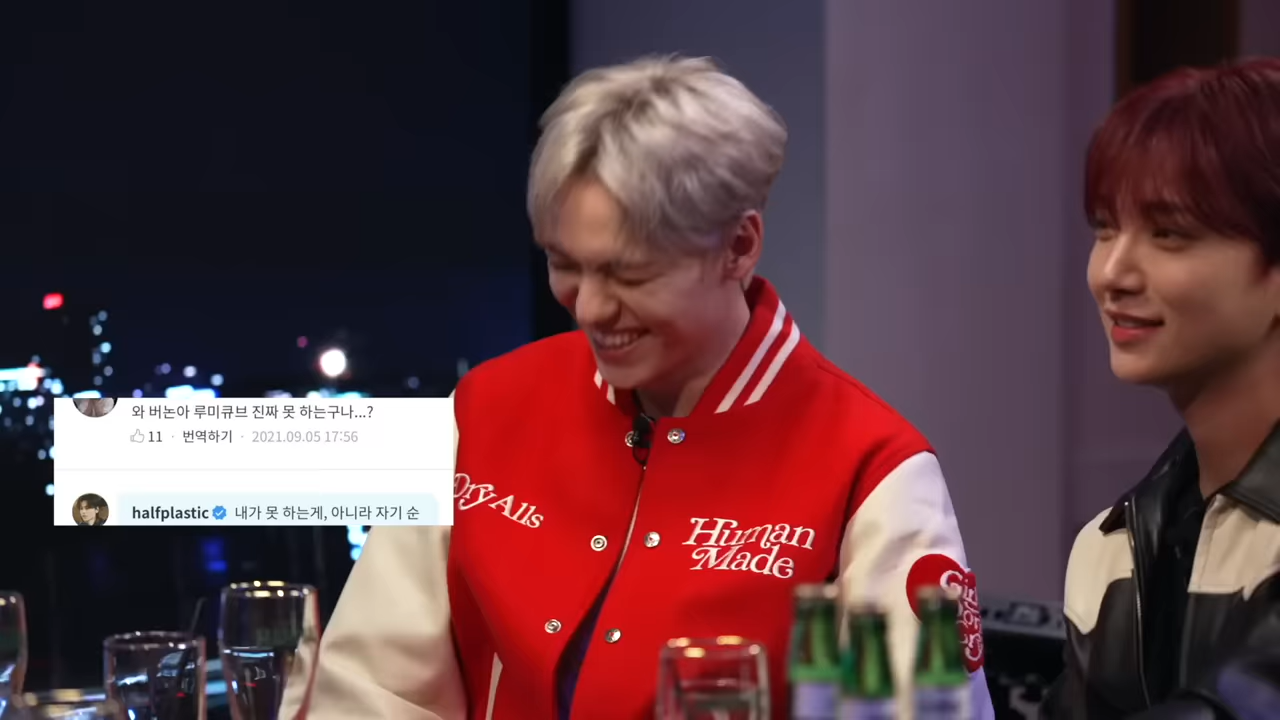 와 버논아 루미큐브 진짜 못 하는구나...?
11 · 번역하기 · 2021.09.05 17:56
halfplastic 내가 못 하는게, 아니라 자기 순
Dry Alls
Human
Made